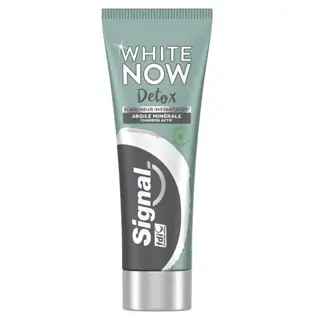 WHITE
NOW
Detox
BLANCHEUR INSTANTANÉE*
ARGILE MINÉRALE
CHARBON ACTIF
Signal